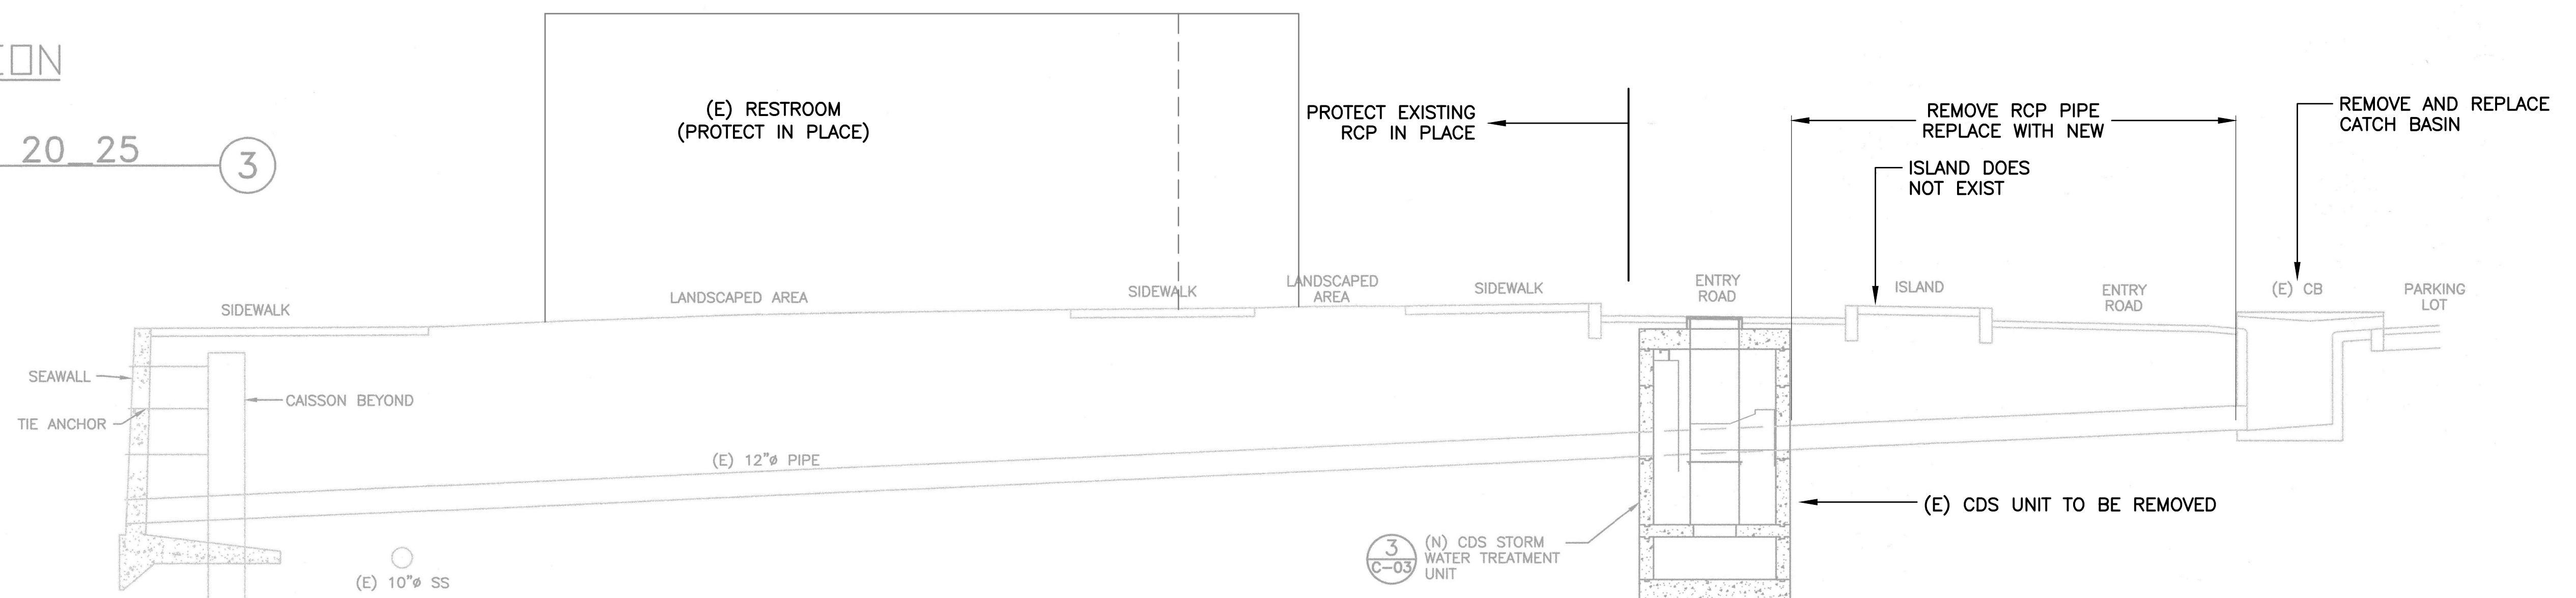 20_25
3
(E) RESTROOM
(PROTECT IN PLACE)
PROTECT EXISTING
RCP IN PLACE
REMOVE RCP PIPE
REPLACE WITH NEW
REMOVE AND REPLACE
CATCH BASIN
ISLAND DOES
NOT EXIST
SIDEWALK
LANDSCAPED AREA
SIDEWALK
LANDSCAPED
AREA
SIDEWALK
ENTRY
ROAD
ISLAND
ENTRY
ROAD
(E) CB
PARKING
LOT
SEAWALL
TIE ANCHOR
CAISSON BEYOND
(E) 12"ø PIPE
(E) CDS UNIT TO BE REMOVED
3
C-03
(N) CDS STORM
WATER TREATMENT
UNIT
(E) 10"ø SS